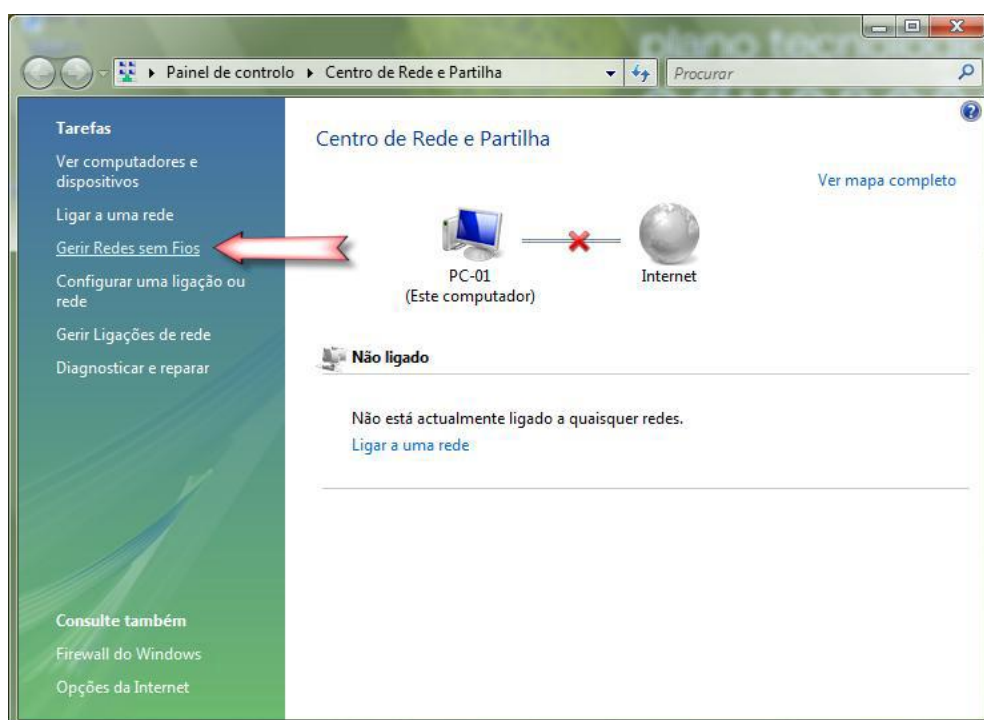 plano tecnológic
Painel de controlo
Centro de Rede e Partilha
Procurar
Tarefas
Ver computadores e
dispositivos
Ligar a uma rede
Gerir Redes sem Fios
Configurar uma ligação ou
rede
Gerir Ligações de rede
Diagnosticar e reparar
Consulte também
Firewall do Windows
Opções da Internet
Centro de Rede e Partilha
Ver mapa completo
PC-01
(Este computador)
Internet
Não ligado
Não está actualmente ligado a quaisquer redes.
Ligar a uma rede